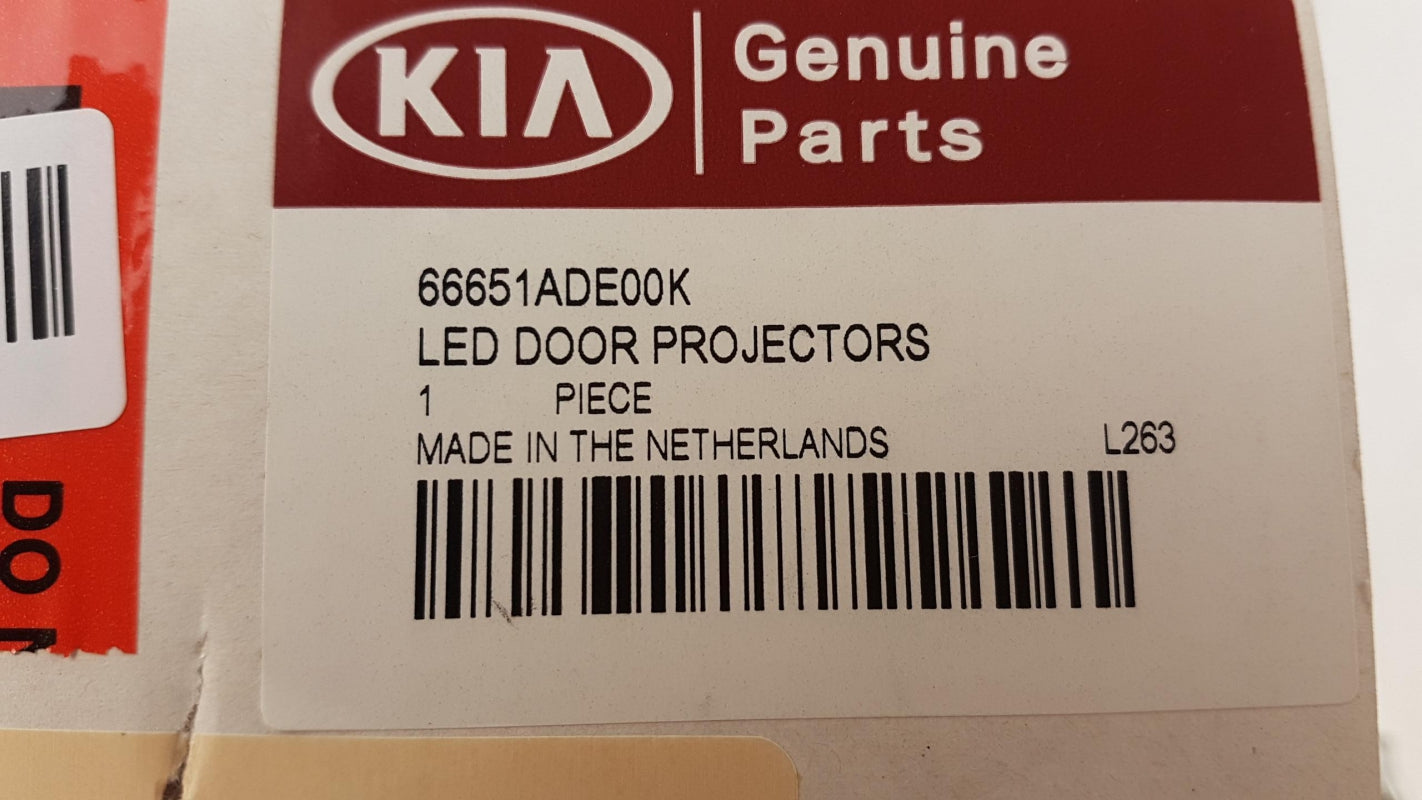 KIA
Genuine
Parts
66651ADE00K
LED DOOR PROJECTORS
1 PIECE
MADE IN THE NETHERLANDS L263
DO